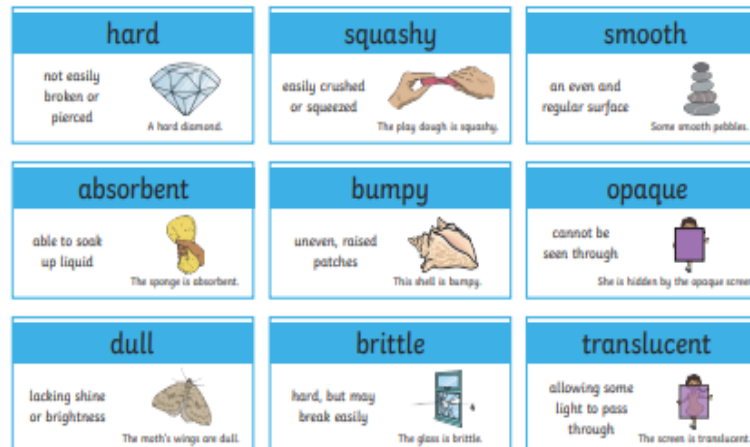 hard
not easily
broken or
pierced
A hard diamond.
squashy
easily crushed
or squeezed
The play dough is squashy.
smooth
an even and
regular surface
Some smooth pebbles.
absorbent
able to soak
up liquid
The sponge is absorbent.
bumpy
uneven, raised
patches
This shell is bumpy.
opaque
cannot be
seen through
She is hidden by the opaque screen
dull
lacking shine
or brightness
The moth's wings are dull.
brittle
hard, but may
break easily
The glass is brittle.
translucent
allowing some
light to pass
through
The screen is translucent.